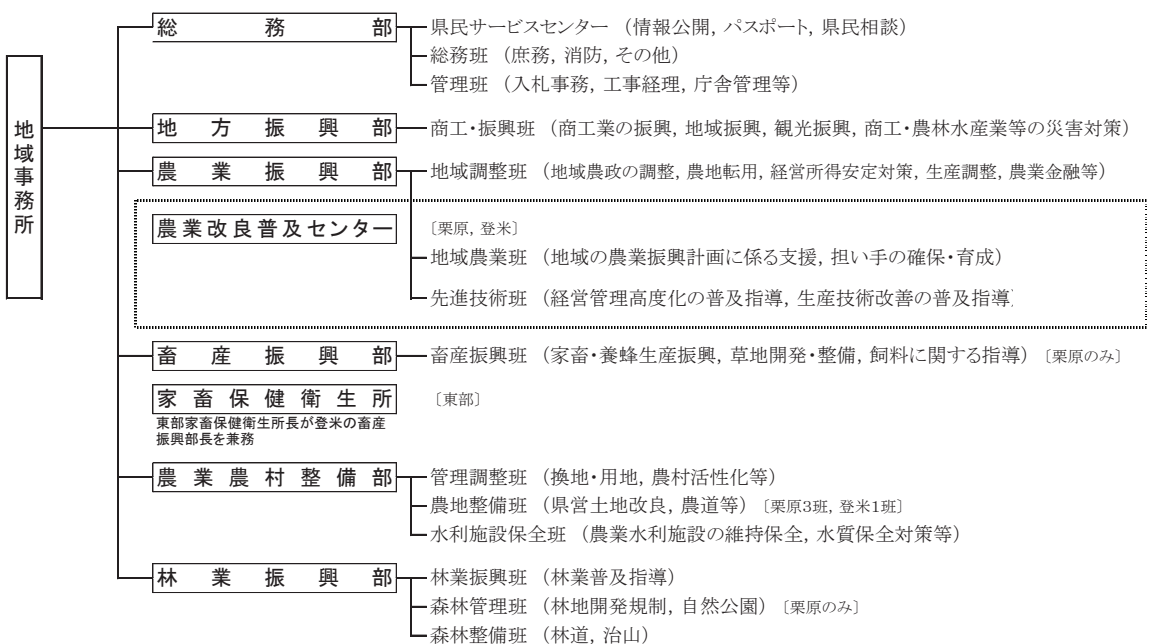 地域事務所
総務部
県民サービスセンター （情報公開, パスポート, 県民相談）
総務班 （庶務, 消防, その他）
管理班 （入札事務, 工事経理, 庁舎管理等）
地方振興部
商工・振興班 （商工業の振興, 地域振興, 観光振興, 商工・農林水産業等の災害対策）
農業振興部
地域調整班 （地域農政の調整, 農地転用, 経営所得安定対策, 生産調整, 農業金融等）
農業改良普及センター
〔栗原, 登米〕
地域農業班 （地域の農業振興計画に係る支援, 担い手の確保・育成）
先進技術班 （経営管理高度化の普及指導, 生産技術改善の普及指導）
畜産振興部
畜産振興班 （家畜・養蜂生産振興, 草地開発・整備, 飼料に関する指導） 〔栗原のみ〕
家畜保健衛生所
〔東部〕
東部家畜保健衛生所長が登米の畜産
振興部長を兼務
農業農村整備部
管理調整班 （換地・用地, 農村活性化等）
農地整備班 （県営土地改良, 農道等） 〔栗原3班, 登米1班〕
水利施設保全班 （農業水利施設の維持保全, 水質保全対策等）
林業振興部
林業振興班 （林業普及指導）
森林管理班 （林地開発規制, 自然公園） 〔栗原のみ〕
森林整備班 （林道, 治山）